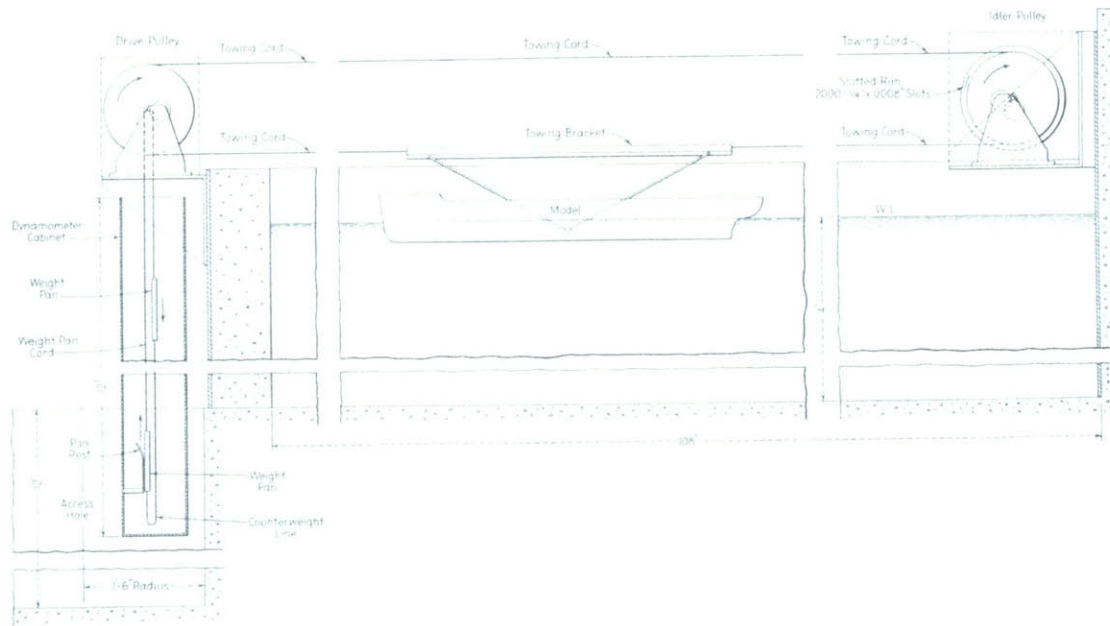 Drive Pulley
Idler Pulley
Towing Cord
Towing Cord
Towing Cord
Slotted Rim
Towing Cord
Towing Bracket
Towing Cord
Model
W.L.
Dynamometer
Cabinet
Weight
Pan
Weight Pan
Cord
Pan
Post
Access
Hole
Weight
Pan
Counterweight
Line
108'
1'-6" Radius